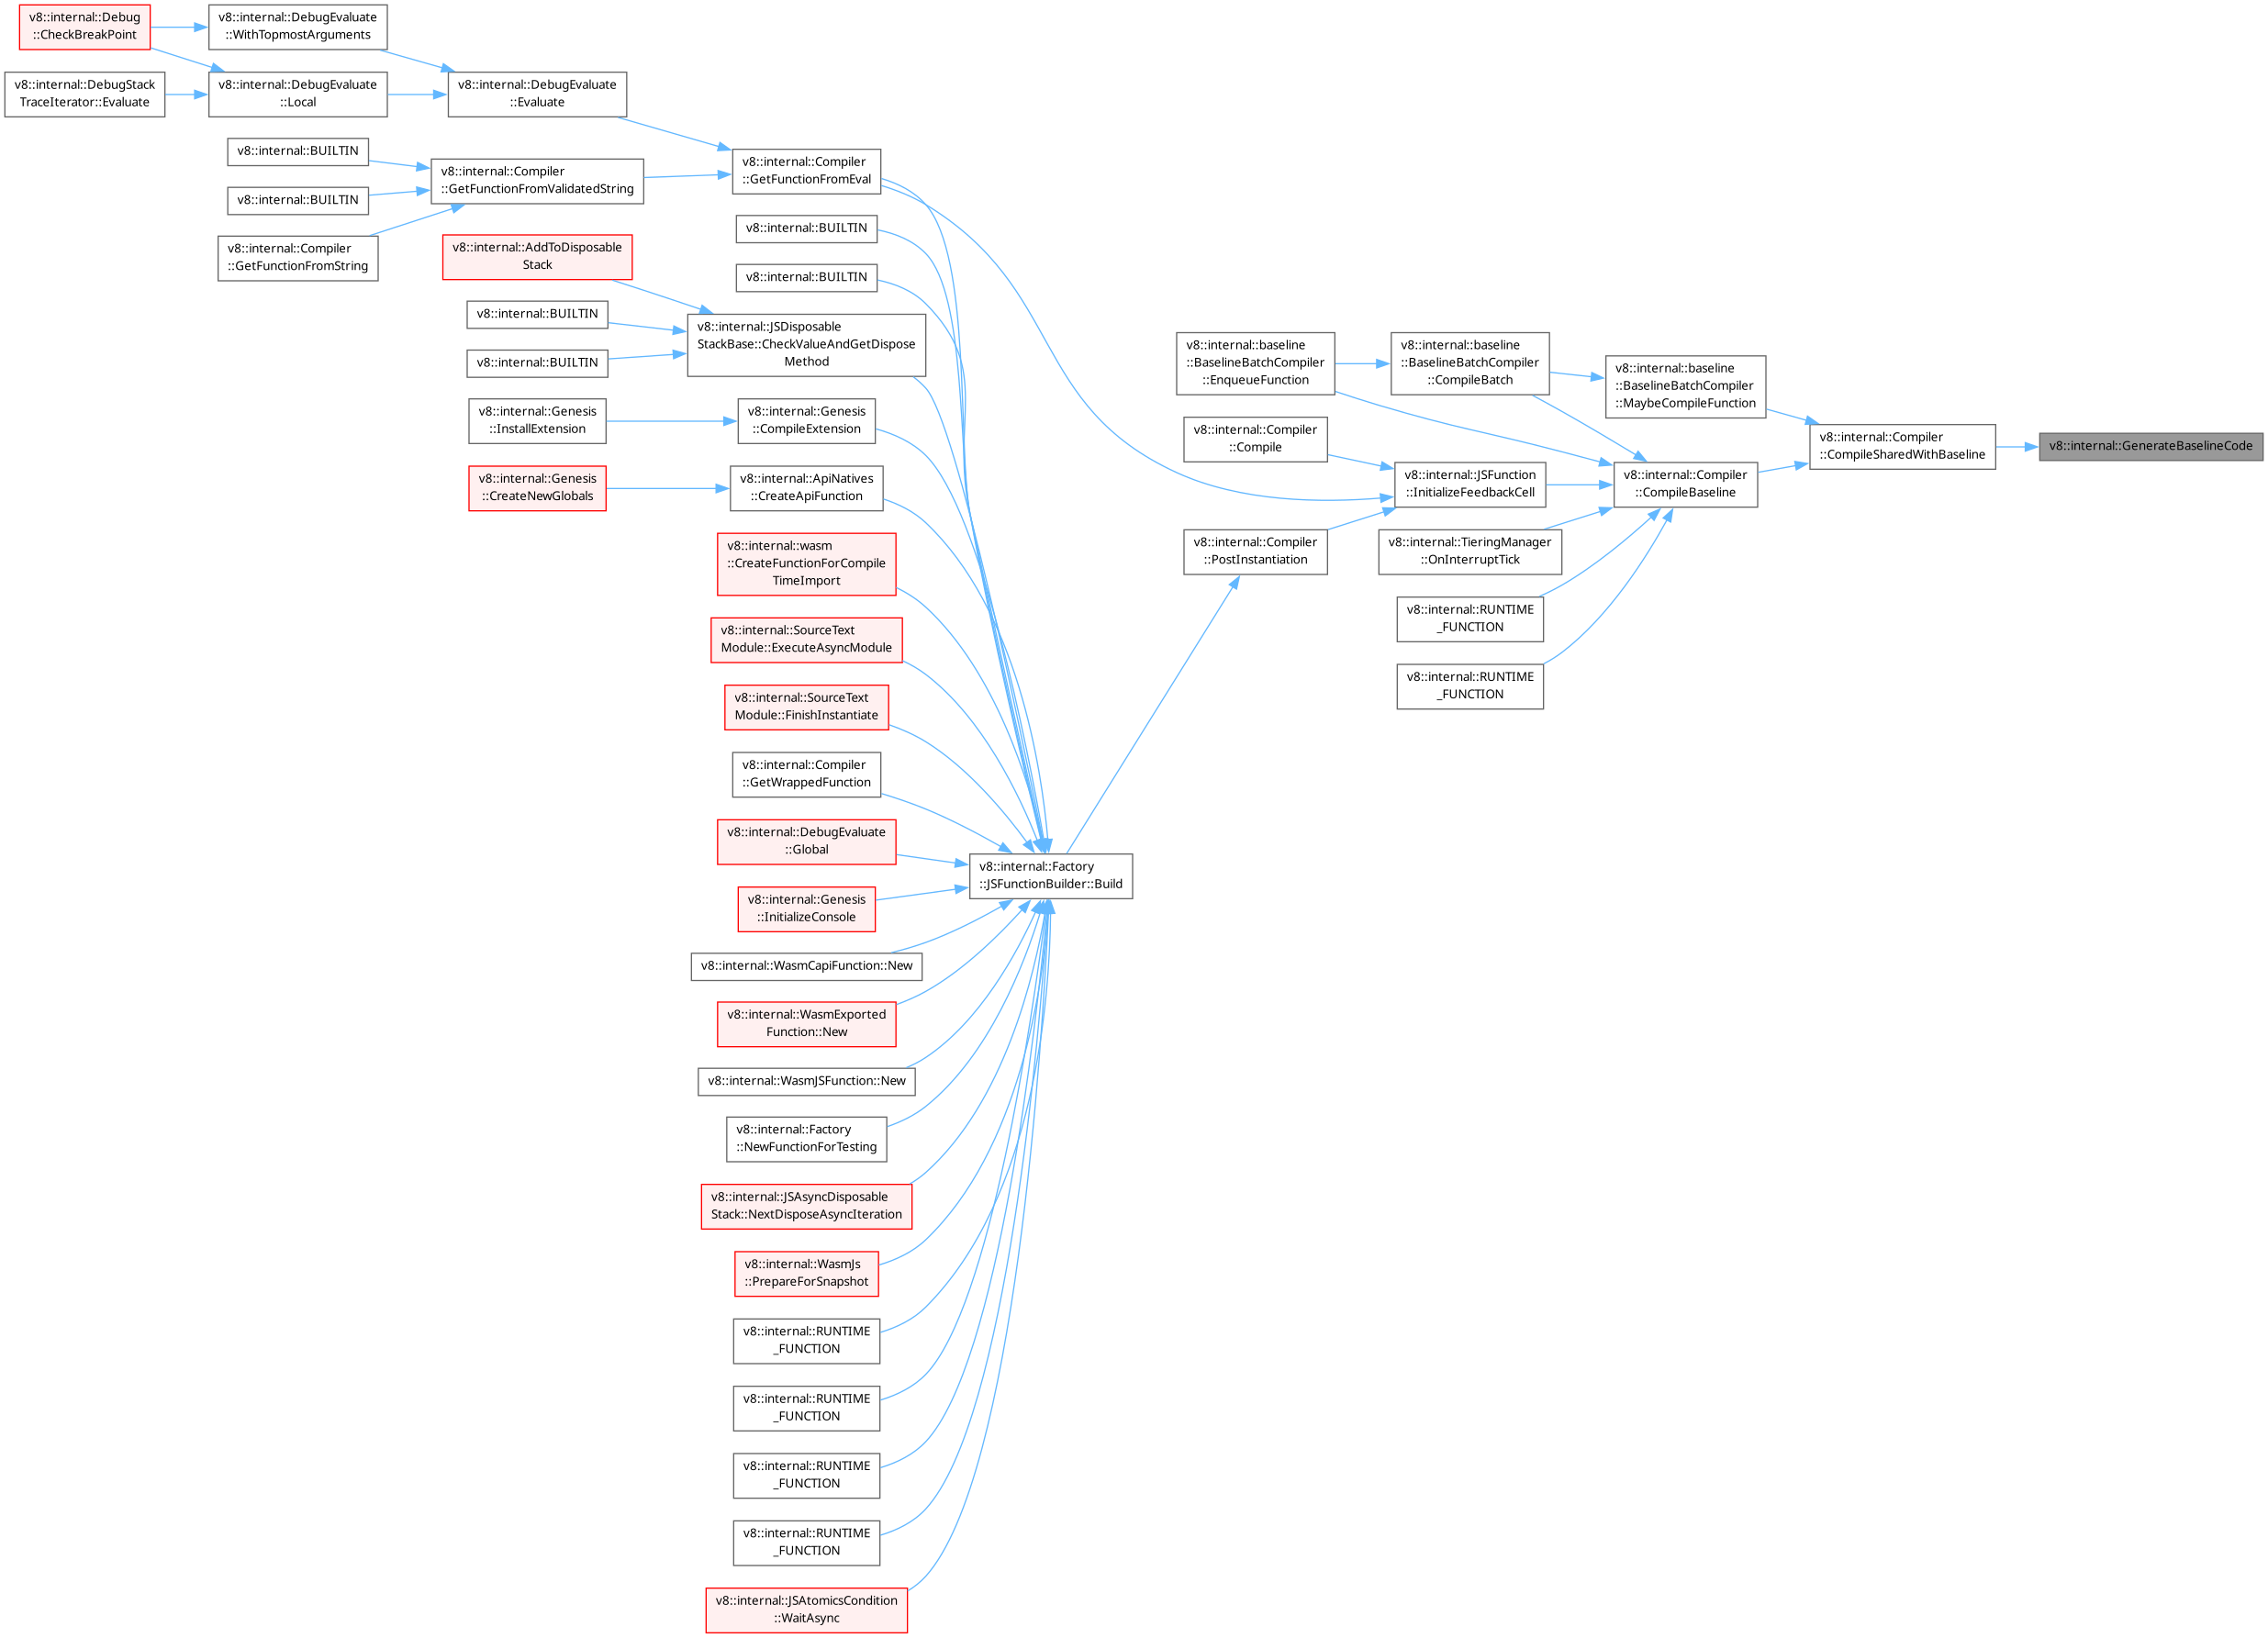 v8::internal::Debug
::CheckBreakPoint
v8::internal::DebugEvaluate
::WithTopmostArguments
v8::internal::DebugStack
TraceIterator::Evaluate
v8::internal::DebugEvaluate
::Local
v8::internal::DebugEvaluate
::Evaluate
v8::internal::BUILTIN
v8::internal::BUILTIN
v8::internal::Compiler
::GetFunctionFromString
v8::internal::Compiler
::GetFunctionFromValidatedString
v8::internal::Compiler
::GetFunctionFromEval
v8::internal::BUILTIN
v8::internal::BUILTIN
v8::internal::AddToDisposable
Stack
v8::internal::BUILTIN
v8::internal::BUILTIN
v8::internal::JSDisposable
StackBase::CheckValueAndGetDispose
Method
v8::internal::Genesis
::InstallExtension
v8::internal::Genesis
::CompileExtension
v8::internal::Genesis
::CreateNewGlobals
v8::internal::ApiNatives
::CreateApiFunction
v8::internal::wasm
::CreateFunctionForCompile
TimeImport
v8::internal::SourceText
Module::ExecuteAsyncModule
v8::internal::SourceText
Module::FinishInstantiate
v8::internal::Compiler
::GetWrappedFunction
v8::internal::DebugEvaluate
::Global
v8::internal::Genesis
::InitializeConsole
v8::internal::WasmCapiFunction::New
v8::internal::WasmExported
Function::New
v8::internal::WasmJSFunction::New
v8::internal::Factory
::NewFunctionForTesting
v8::internal::JSAsyncDisposable
Stack::NextDisposeAsyncIteration
v8::internal::WasmJs
::PrepareForSnapshot
v8::internal::RUNTIME
_FUNCTION
v8::internal::RUNTIME
_FUNCTION
v8::internal::RUNTIME
_FUNCTION
v8::internal::RUNTIME
_FUNCTION
v8::internal::JSAtomicsCondition
::WaitAsync
v8::internal::Factory
::JSFunctionBuilder::Build
v8::internal::baseline
::BaselineBatchCompiler
::EnqueueFunction
v8::internal::Compiler
::Compile
v8::internal::Compiler
::PostInstantiation
v8::internal::baseline
::BaselineBatchCompiler
::CompileBatch
v8::internal::JSFunction
::InitializeFeedbackCell
v8::internal::TieringManager
::OnInterruptTick
v8::internal::RUNTIME
_FUNCTION
v8::internal::RUNTIME
_FUNCTION
v8::internal::baseline
::BaselineBatchCompiler
::MaybeCompileFunction
v8::internal::Compiler
::CompileBaseline
v8::internal::Compiler
::CompileSharedWithBaseline
v8::internal::GenerateBaselineCode